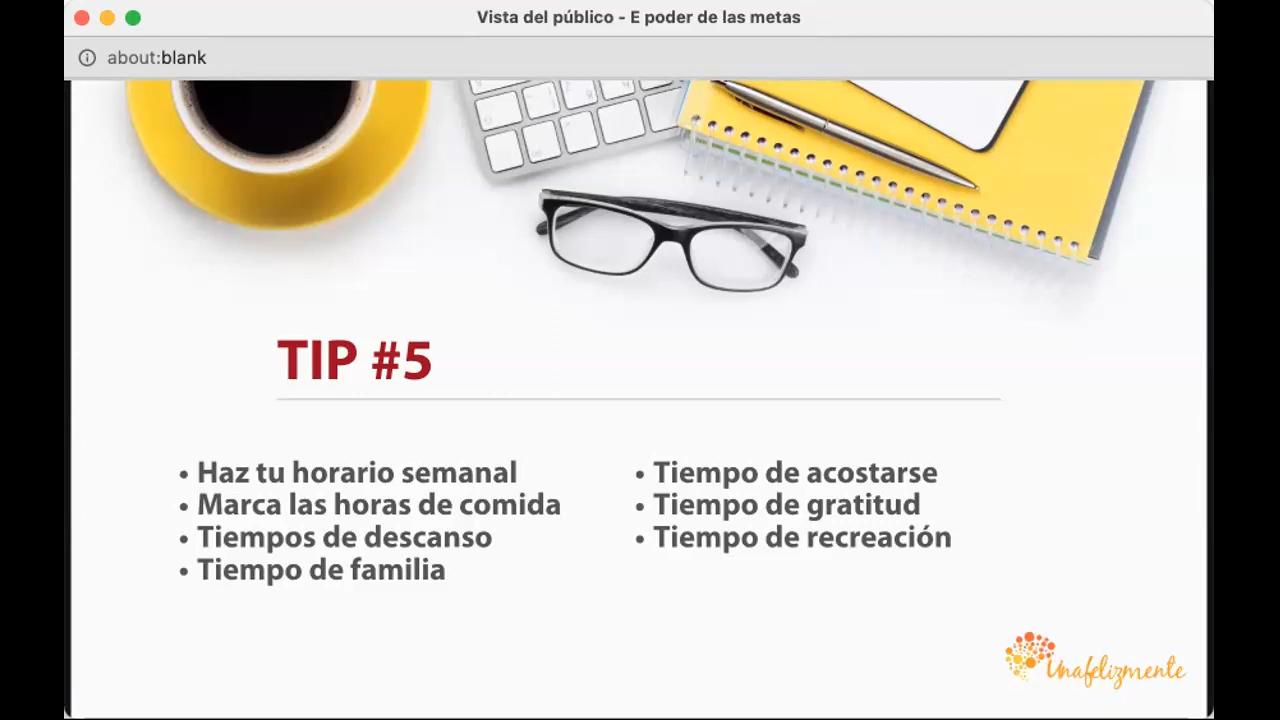 Vista del público - E poder de las metas
about:blank
TIP #5
• Haz tu horario semanal
• Marca las horas de comida
• Tiempos de descanso
• Tiempo de familia
• Tiempo de acostarse
• Tiempo de gratitud
• Tiempo de recreación
Unafelizmente